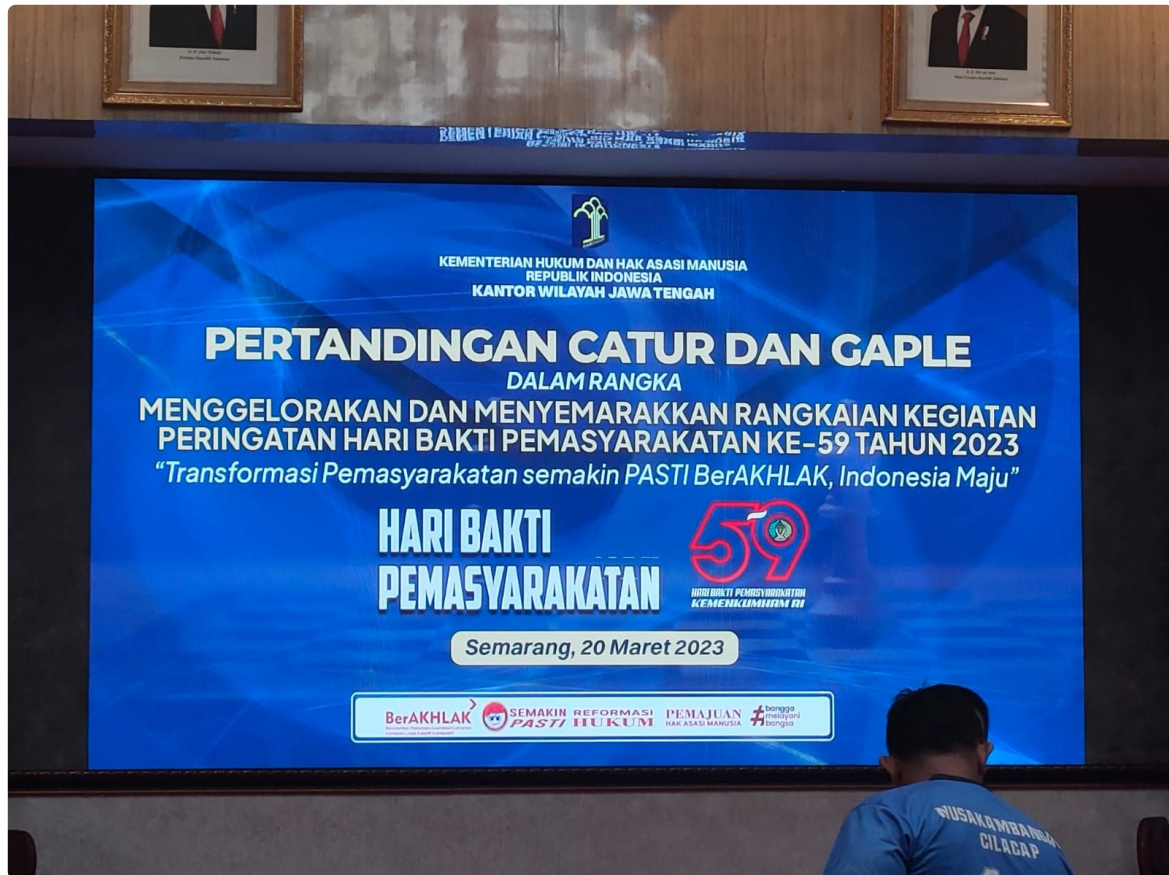 KEMENTERIAN HUKUM DAN HAK ASASI MANUSIA
REPUBLIK INDONESIA
KANTOR WILAYAH JAWA TENGAH
PERTANDINGAN CATUR DAN GAPLE
DALAM RANGKA
MENGGELORAKAN DAN MENYEMARAKKAN RANGKAIAN KEGIATAN
PERINGATAN HARI BAKTI PEMASYARAKATAN KE-59 TAHUN 2023
“Transformasi Pemasyarakatan semakin PASTI BerAKHLAK, Indonesia Maju”
HARI BAKTI
PEMASYARAKATAN
59
HARI BAKTI PEMASYARAKATAN
KEMENKUMHAM RI
Semarang, 20 Maret 2023
BerAKHLAK
SEMAKIN
PASTI
REFORMASI
HUKUM
PEMAJUAN
HAK ASASI MANUSIA
#bangga
melayani
bangsa
CILACAP